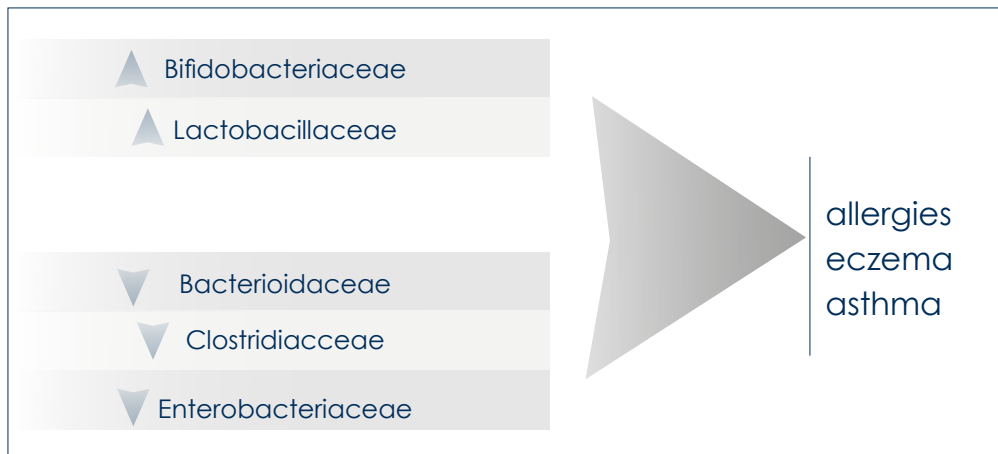 Bifidobacteriaceae
Lactobacillaceae
Bacterioidaceae
Clostridiacceae
Enterobacteriaceae
allergies
eczema
asthma